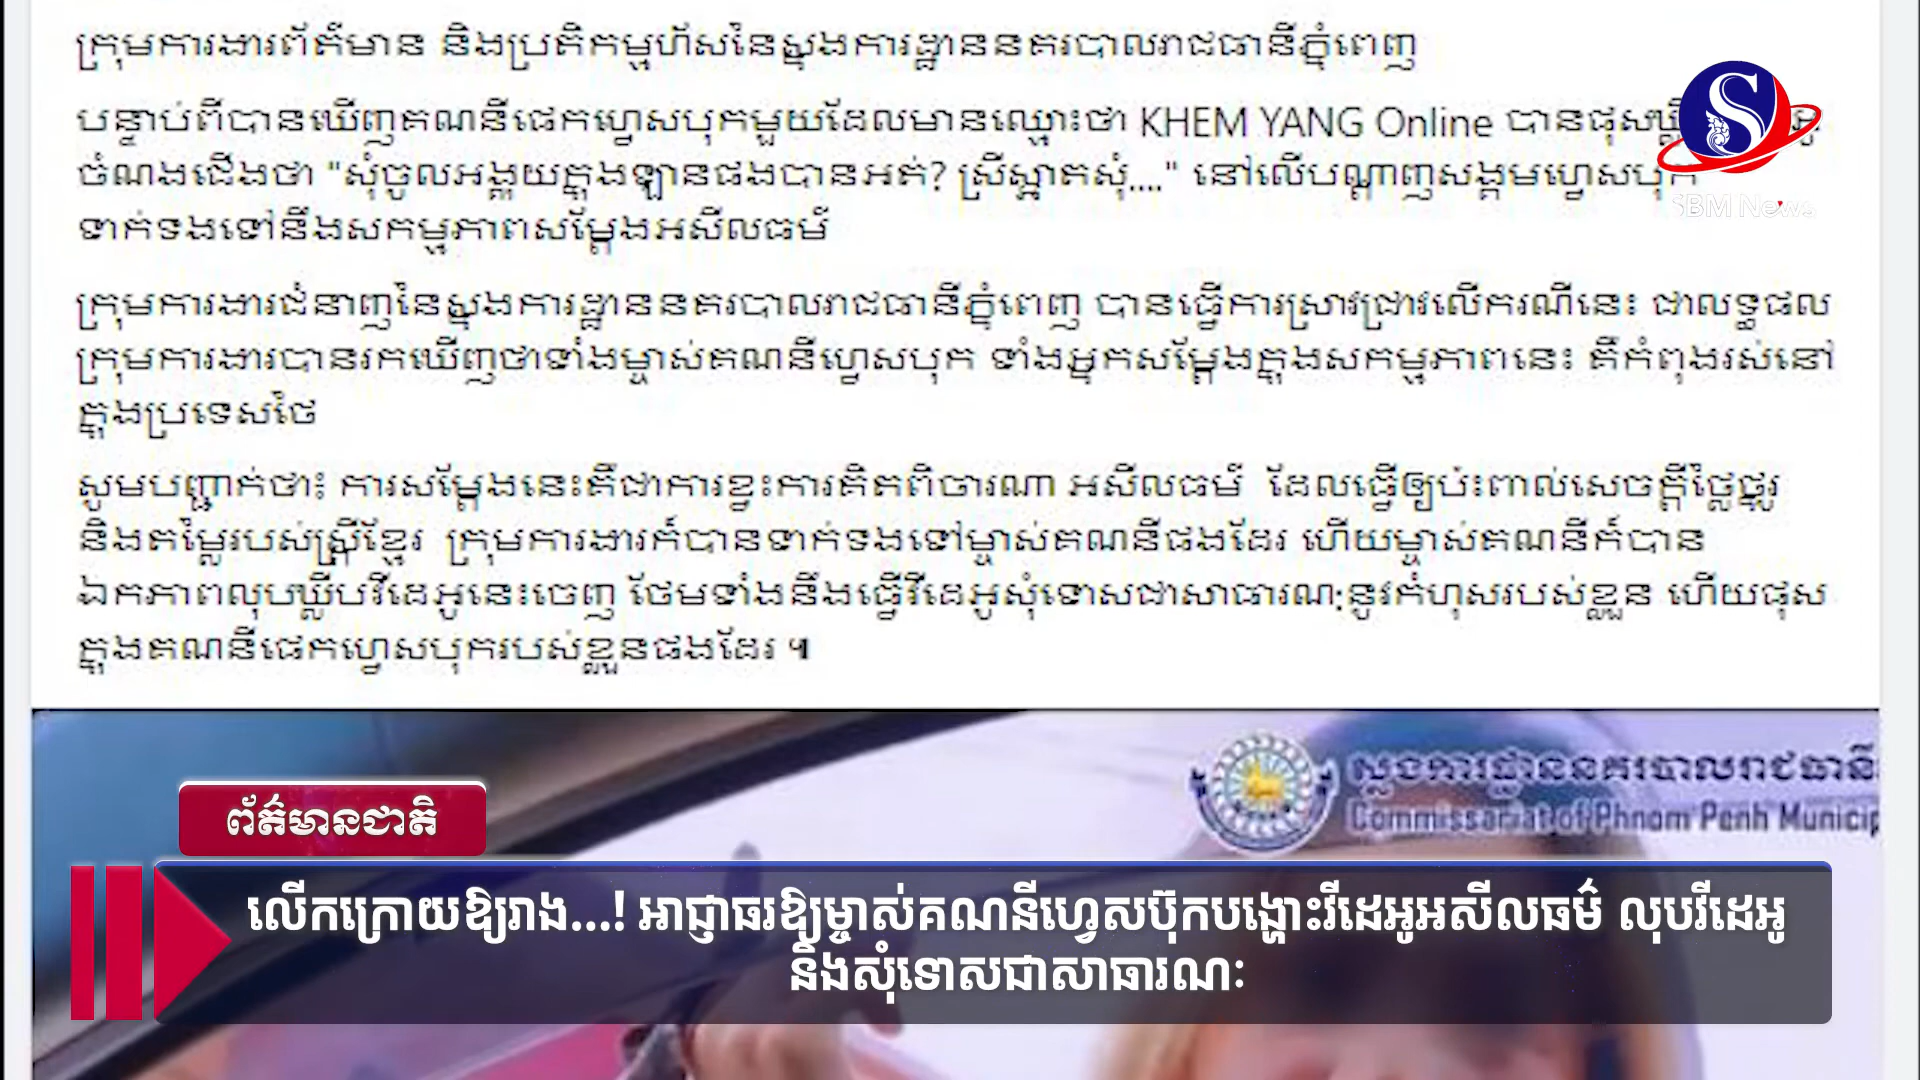 ក្រុមការងារព័ត៌មាន និងប្រតិកម្មហ័សនៃស្នងការដ្ឋាននគរបាលរាជធានីភ្នំពេញ
បន្ទាប់ពីបានឃើញគណនីផេកហ្វេសបុកមួយដែលមានឈ្មោះថា KHEM YANG Online បានផុស
ចំណងជើងថា "សុំចូលអង្គុយក្នុងឡានផងបានអត់? ស្រីស្អាតសុំ...." នៅលើបណ្តាញសង្គមហ្វេសបុក
ទាក់ទងទៅនឹងសកម្មភាពសម្តែងអសីលធម៌
SBM News
ក្រុមការងារជំនាញនៃស្នងការដ្ឋាននគរបាលរាជធានីភ្នំពេញ បានធ្វើការស្រាវជ្រាវលើករណីនេះ ជាលទ្ធផល
ក្រុមការងារបានរកឃើញថាទាំងម្ចាស់គណនីហ្វេសបុក ទាំងអ្នកសម្តែងក្នុងសកម្មភាពនេះ គឺកំពុងរស់នៅ
ក្នុងប្រទេសថៃ
សូមបញ្ជាក់ថា៖ ការសម្តែងនេះគឺជាការខ្វះការគិតពិចារណា អសីលធម៌ ដែលធ្វើឲ្យប៉ះពាល់សេចក្តីថ្លៃថ្នូរ
និងតម្លៃរបស់ស្ត្រីខ្មែរ ក្រុមការងារក៏បានទាក់ទងទៅម្ចាស់គណនីផងដែរ ហើយម្ចាស់គណនីក៏បាន
ឯកភាពលុបឃ្លីបវីដេអូនេះចេញ ថែមទាំងនឹងធ្វើវីដេអូសុំទោសជាសាធារណ:នូវកំហុសរបស់ខ្លួន ហើយផុស
ក្នុងគណនីផេកហ្វេសបុករបស់ខ្លួនផងដែរ ៕
ស្នងការដ្ឋាននគរបាលរាជធានី
Commissariat of Phnom Penh Municip
ព័ត៌មានជាតិ
លើកក្រោយឱ្យរាង...! អាជ្ញាធរឱ្យម្ចាស់គណនីហ្វេសប៊ុកបង្ហោះវីដេអូអសីលធម៌ លុបវីដេអូ
និងសុំទោសជាសាធារណៈ